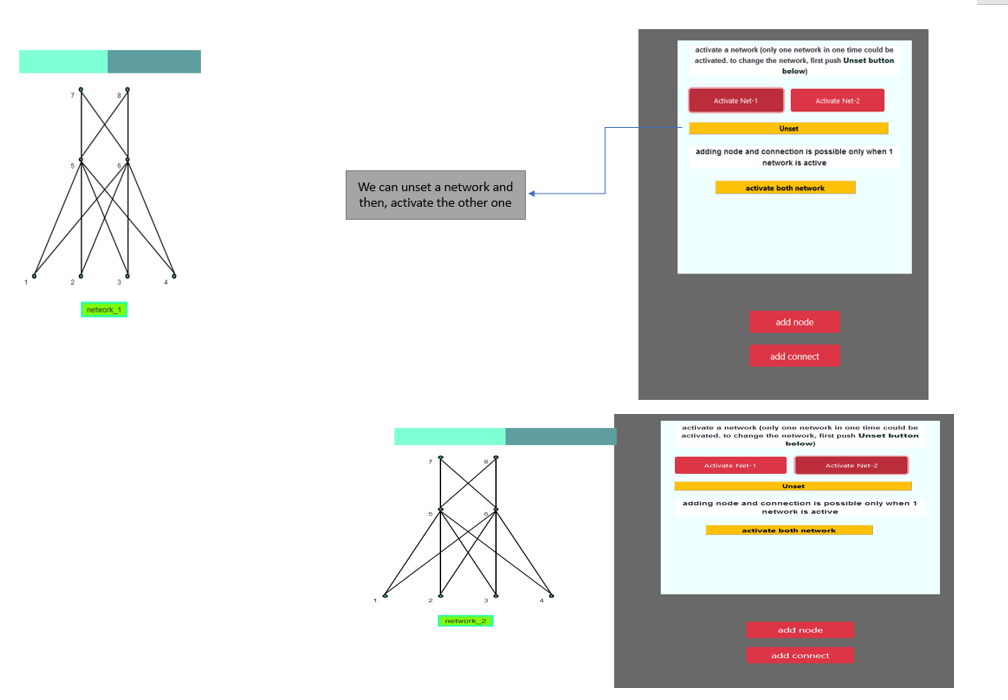 activate a network (only one network in one time could be
activated. to change the network, first push Unset button
below)
Activate Net-1
Activate Net-2
Unset
adding node and connection is possible only when 1
network is active
activate both network
add node
add connect
We can unset a network and
then, activate the other one
7
8
5
6
1
2
3
4
network_1
activate a network (only one network in one time could be
activated. to change the network, first push Unset button
below)
Activate Net-1
Activate Net-2
Unset
adding node and connection is possible only when 1
network is active
activate both network
add node
add connect
7
8
5
6
1
2
3
4
network_2